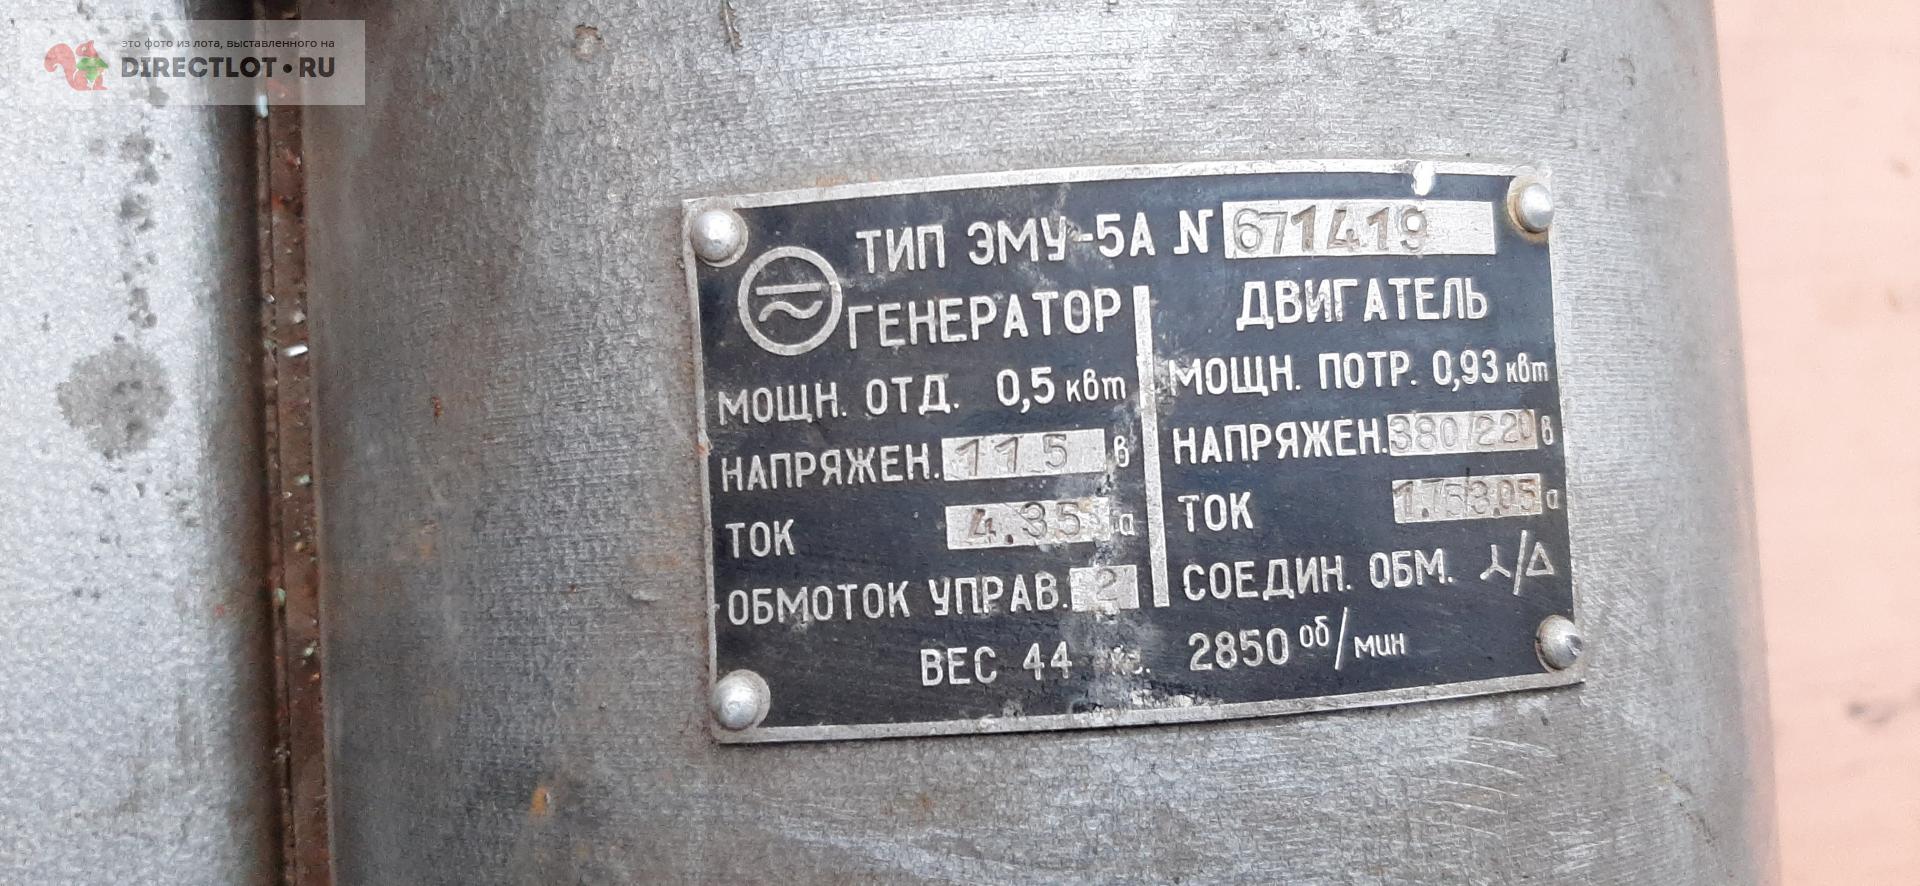 это фото из лота, выставленного на
DIRECTLOT•RU
ТИП ЭМУ-5А № 671419
ГЕНЕРАТОР
МОЩН. ОТД. 0,5 квт
НАПРЯЖЕН. 115 в
ТОК 4.35 а
ОБМОТОК УПРАВ. 2
ДВИГАТЕЛЬ
МОЩН. ПОТР. 0,93 квт
НАПРЯЖЕН. 380/220 в
ТОК 1.75/3.05 а
СОЕДИН. ОБМ. ⅄/Δ
ВЕС 44 кг. 2850 об/мин